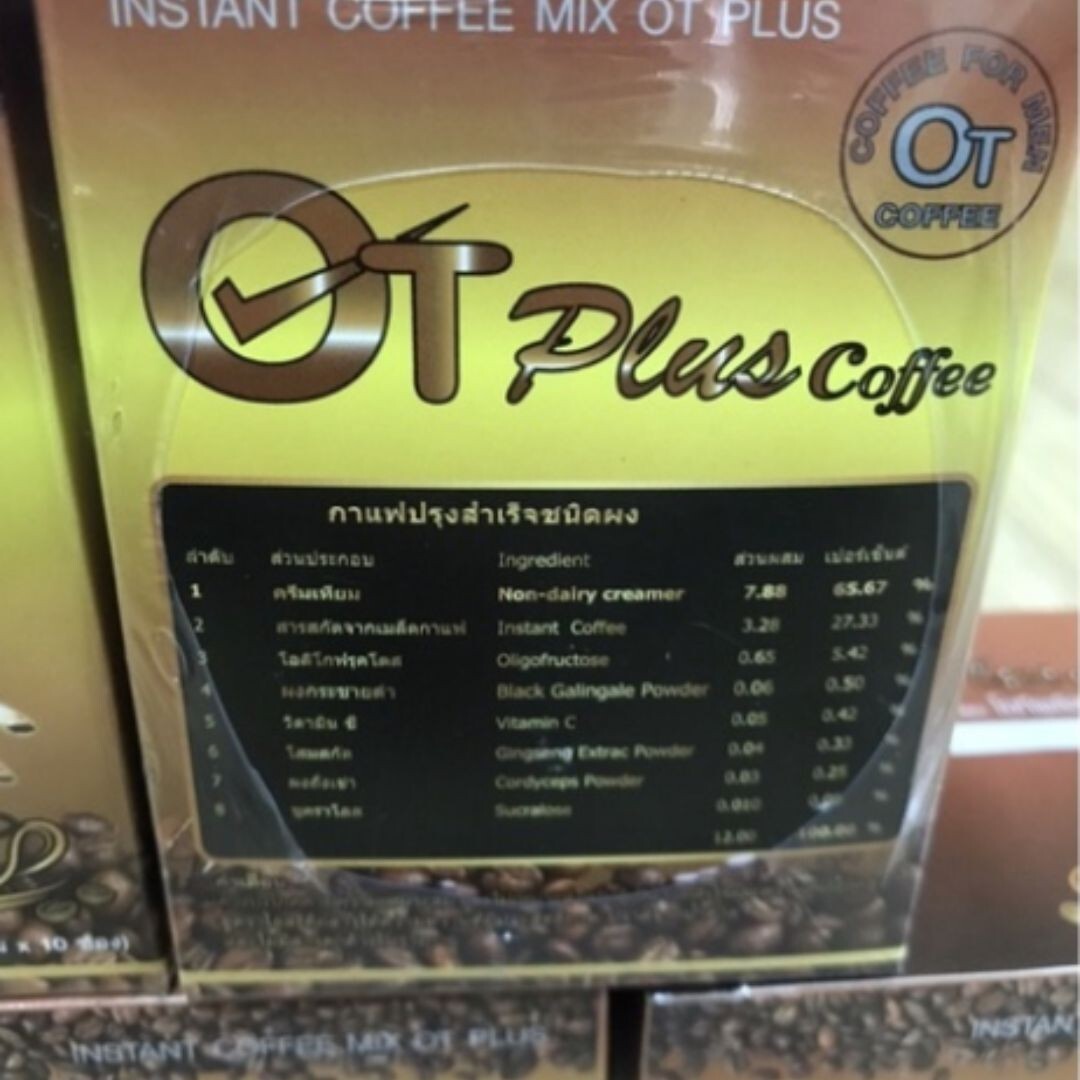 INSTANT COFFEE MIX OT PLUS
COFFEE FOR MEN
OT
COFFEE
OT Plus Coffee
กาแฟปรุงสำเร็จชนิดผง
ลำดับ ส่วนประกอบ Ingredient ส่วนผสม เปอร์เซ็นต์
1 ครีมเทียม Non-dairy creamer 7.88 65.67 %
2 สารสกัดจากเมล็ดกาแฟ Instant Coffee 3.28 27.33 %
3 โอลิโกฟรุคโตส Oligofructose 0.65 5.42 %
4 ผงกระชายดำ Black Galingale Powder 0.06 0.50 %
5 วิตามิน ซี Vitamin C 0.05 0.42 %
6 โสมสกัด Gingseng Extrac Powder 0.04 0.33 %
7 ผงถั่งเช่า Cordyceps Powder 0.03 0.25 %
8 Sucralose 0.010 %
12.00 100.00 %
x 10 ซอง)
INSTANT COFFEE MIX OT PLUS
INSTAN